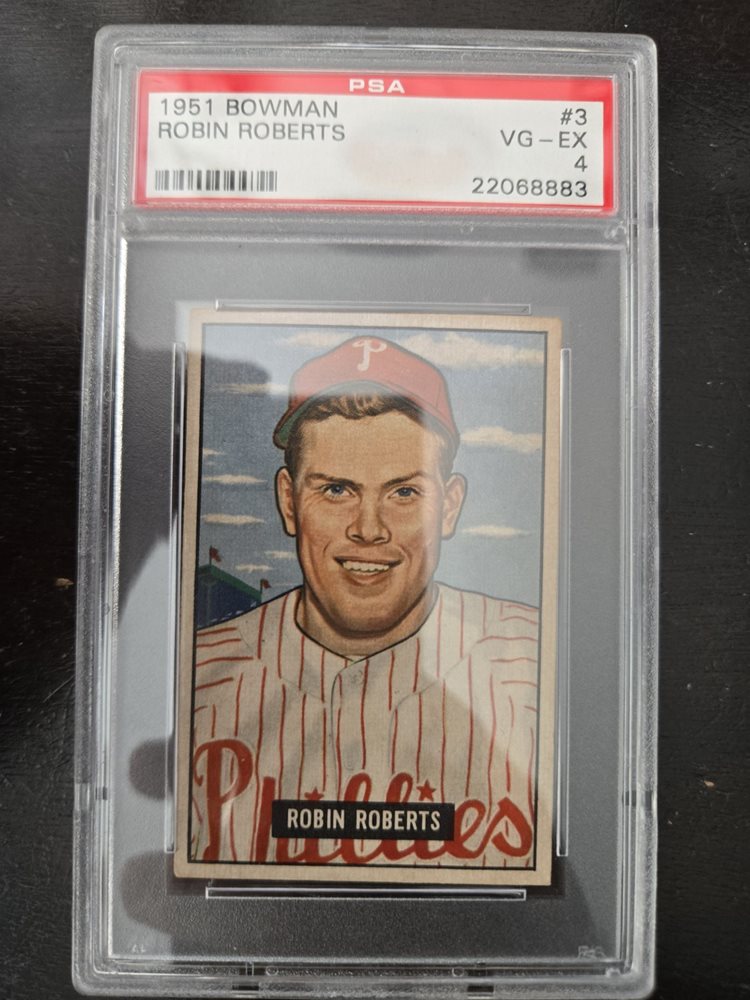 PSA
1951 BOWMAN #3
ROBIN ROBERTS VG-EX
4
22068883
P
Phillies
ROBIN ROBERTS